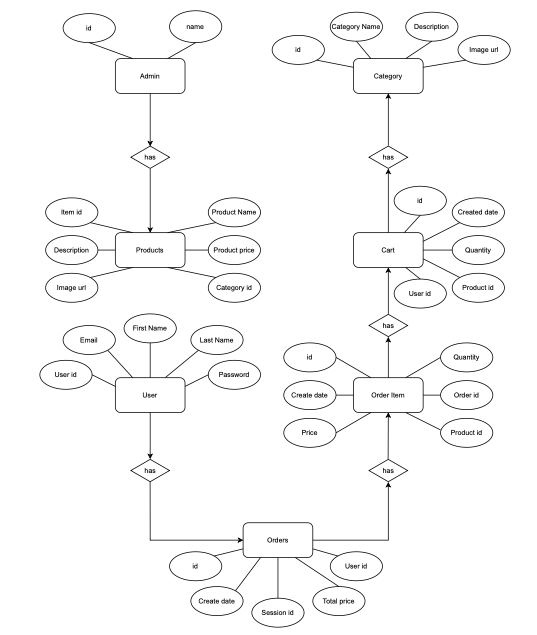 id
name
Admin
has
Item id
Product Name
Description
Products
Product price
Image url
Category id
Category Name
Description
id
Image url
Category
has
id
Created date
Cart
Quantity
User id
Product id
has
id
Quantity
Create date
Order Item
Order id
Price
Product id
has
First Name
Email
Last Name
User id
Password
User
has
Orders
id
User id
Create date
Session id
Total price